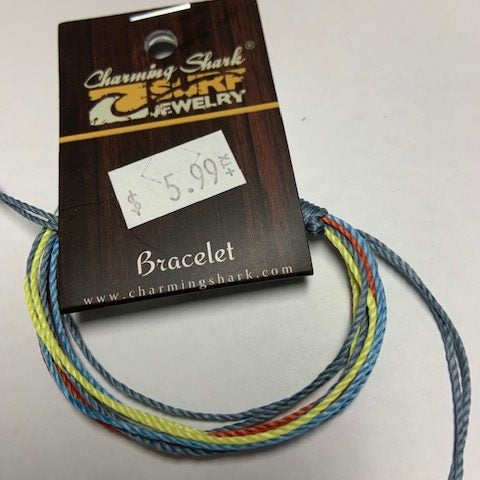 Charming Shark®
SURF
JEWELRY
$ 5.99 +TX
Bracelet
www.charmingshark.com